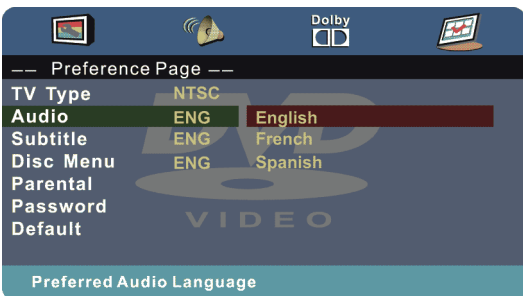 Dolby
-- Preference Page --
TV Type NTSC
Audio ENG English
Subtitle ENG French
Disc Menu ENG Spanish
Parental
Password
Default
DVD
VIDEO
Preferred Audio Language